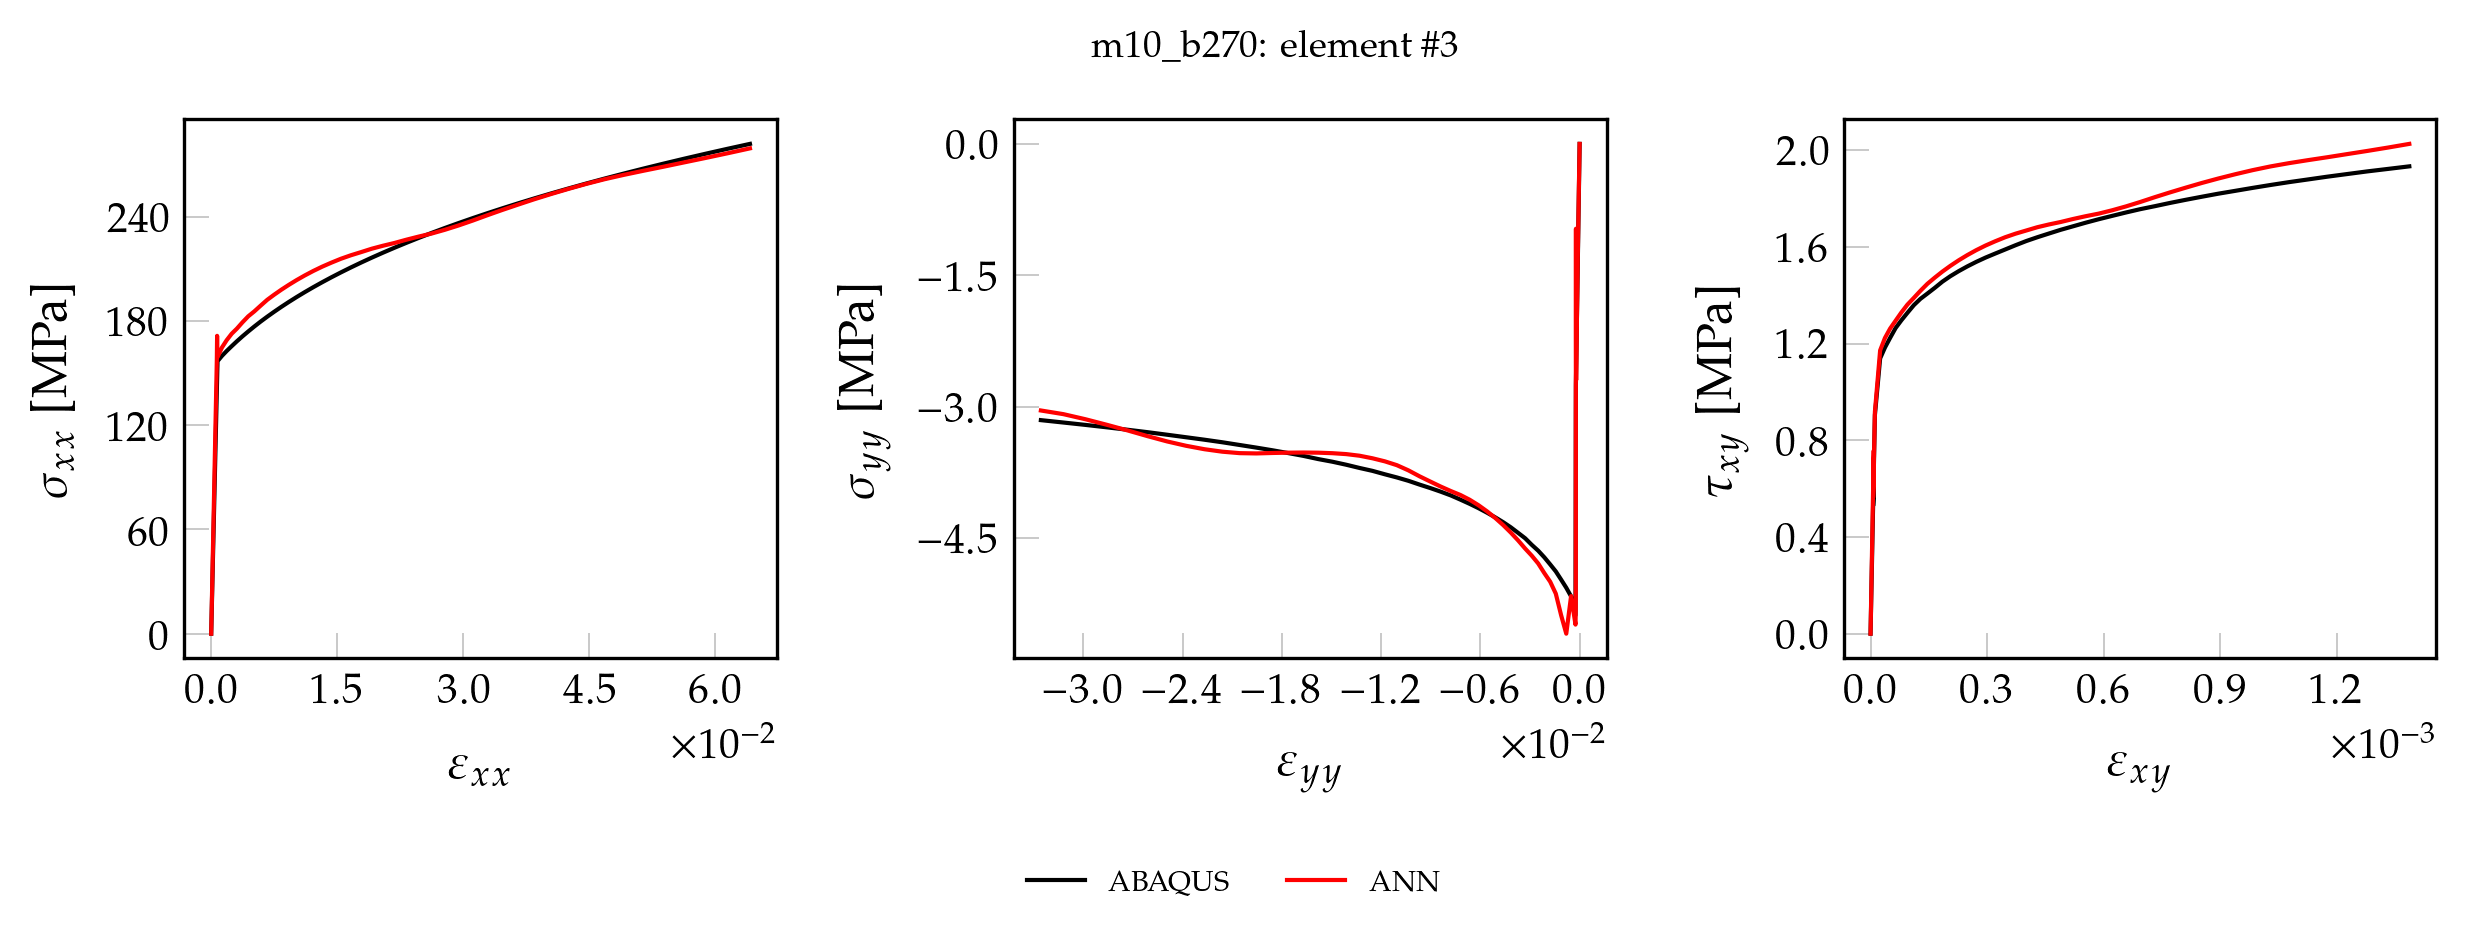 m10_b270: element #3
σxx [MPa]
240
180
120
60
0
0.0 1.5 3.0 4.5 6.0
×10−2
εxx
σyy [MPa]
0.0
−1.5
−3.0
−4.5
−3.0 −2.4 −1.8 −1.2 −0.6 0.0
×10−2
εyy
τxy [MPa]
2.0
1.6
1.2
0.8
0.4
0.0
0.0 0.3 0.6 0.9 1.2
×10−3
εxy
ABAQUS ANN